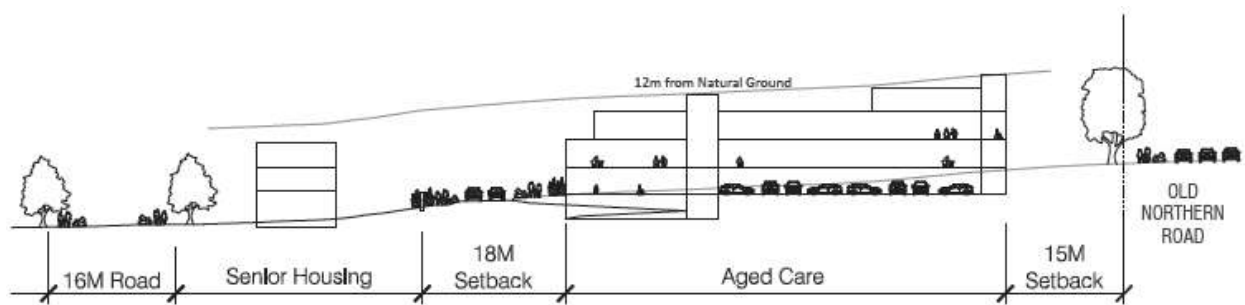 12m from Natural Ground
OLD
NORTHERN
ROAD
16M Road
Senior Housing
18M
Setback
Aged Care
15M
Setback